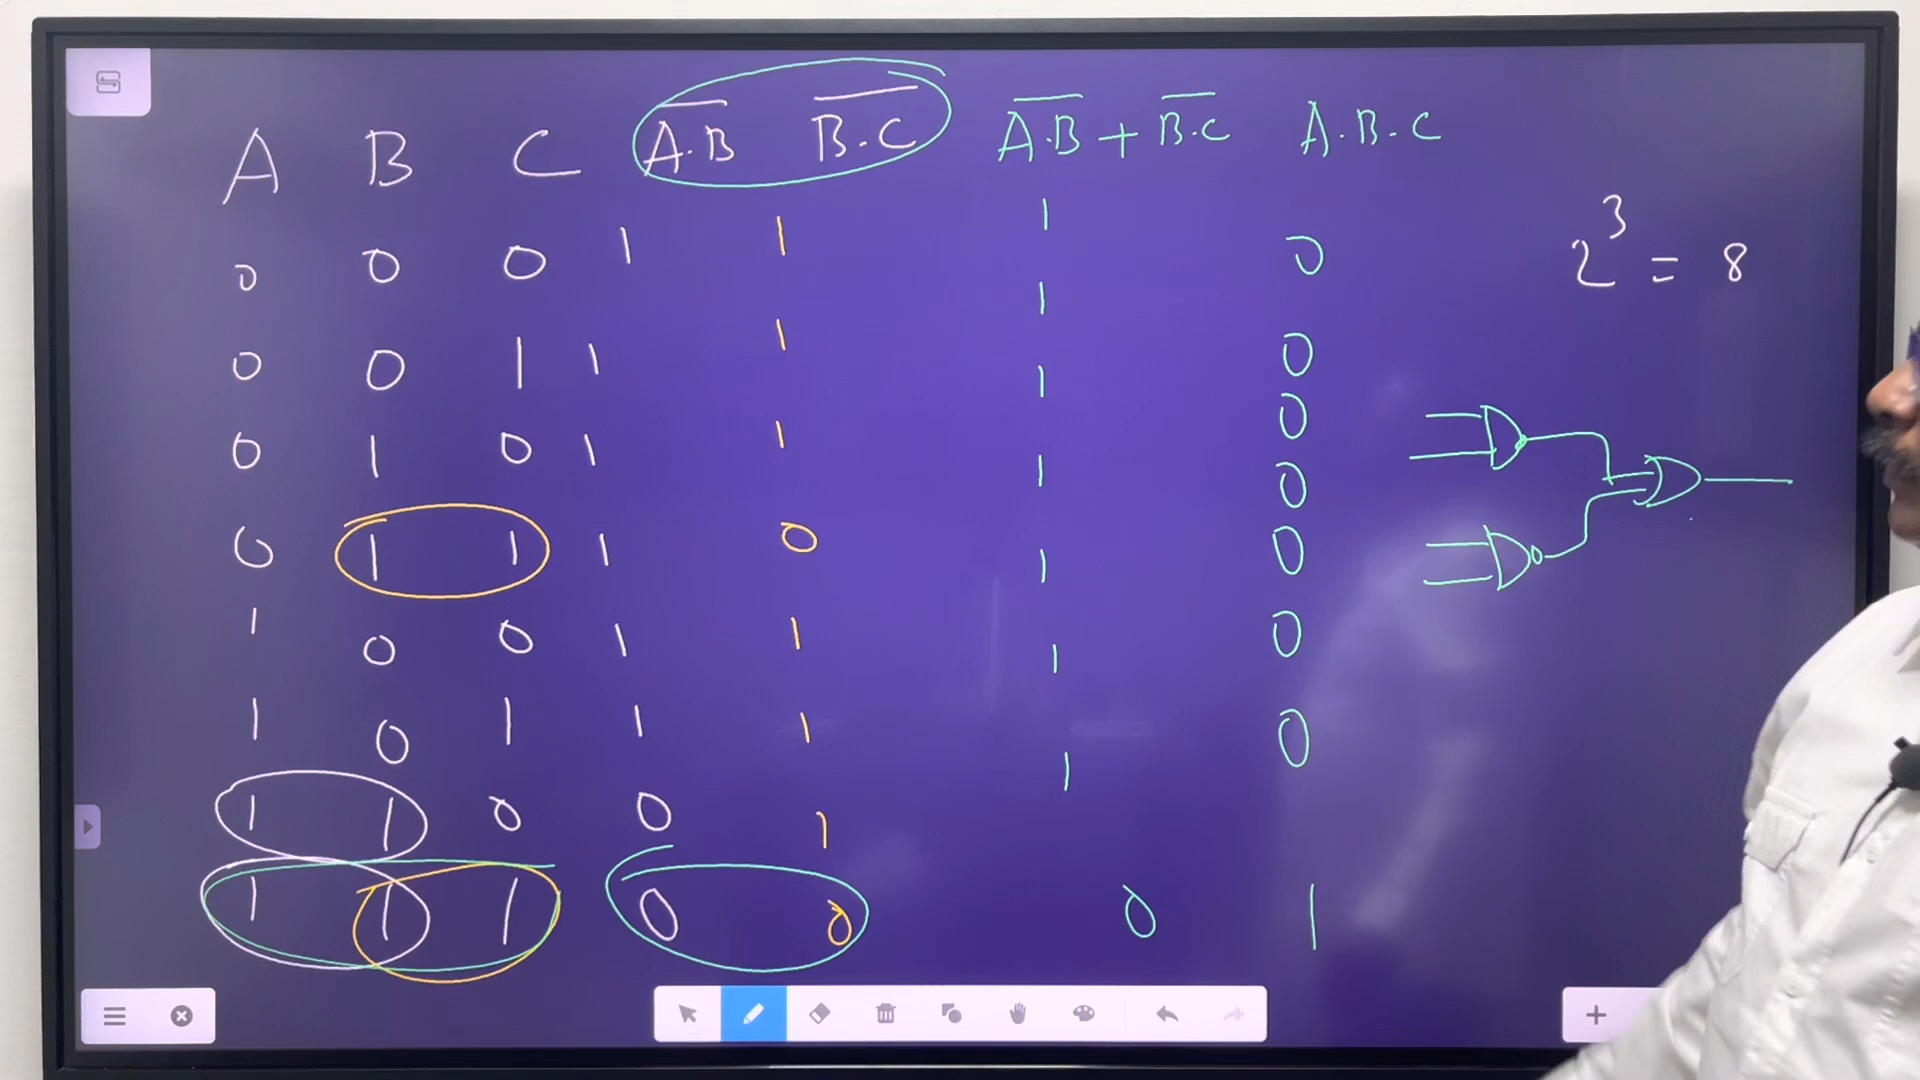 A B C A̅.̅B̅ B̅.̅C̅ A̅.̅B̅ + B̅.̅C̅ A.B.C
2³ = 8
0 0 0 1 1 1 0
0 0 1 1 1 1 0
0 1 0 1 1 1 0
0 1 1 1 0 1 0
1 0 0 1 1 1 0
1 0 1 1 1 1 0
1 1 0 0 1 1 0
1 1 1 0 0 0 1